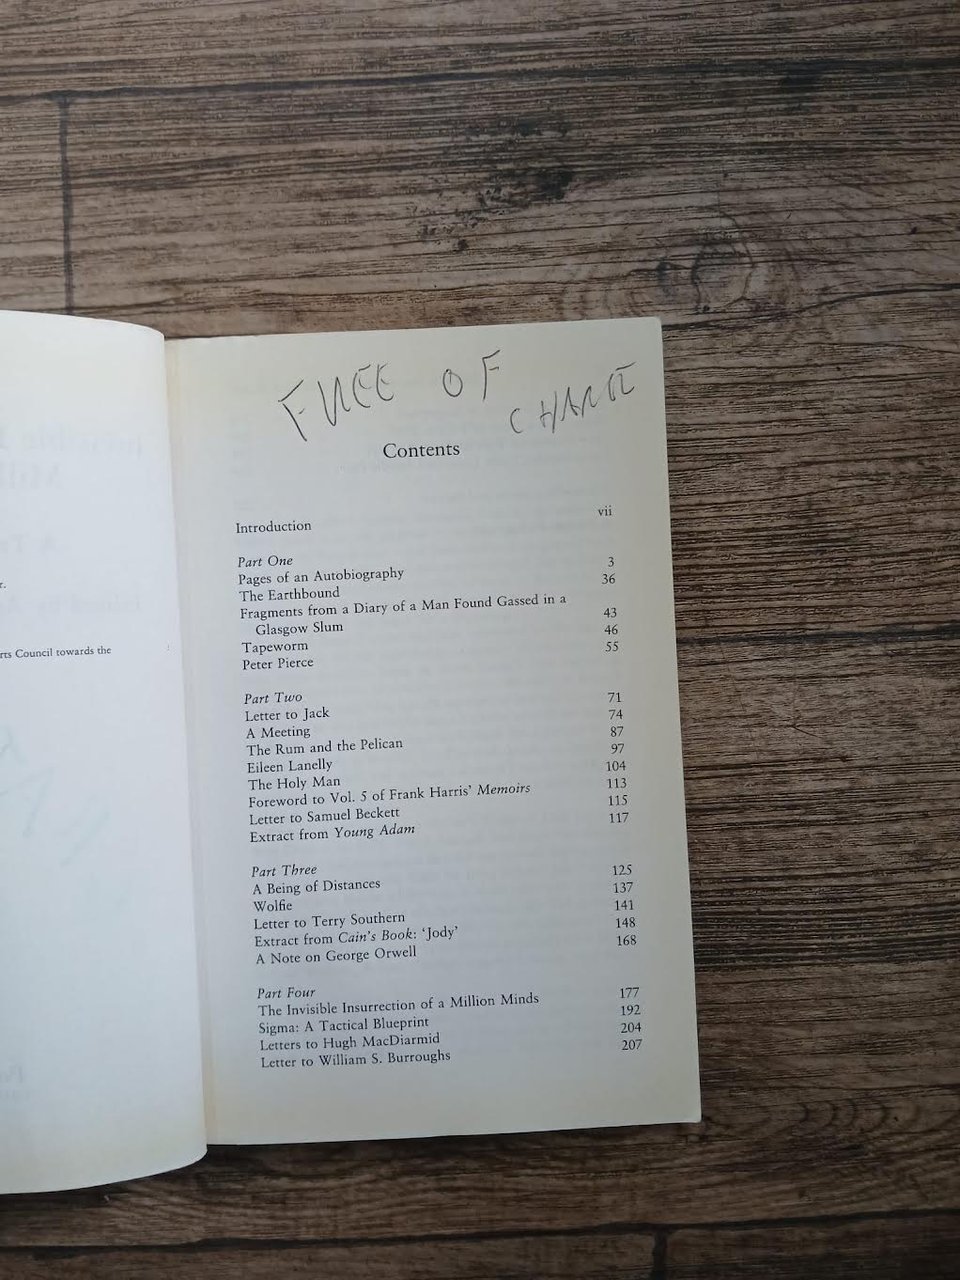 r.
rts Council towards the
FREE OF
CHARGE
Contents
Introduction vii
Part One
Pages of an Autobiography 3
The Earthbound 36
Fragments from a Diary of a Man Found Gassed in a
Glasgow Slum 43
Tapeworm 46
Peter Pierce 55
Part Two
Letter to Jack 71
A Meeting 74
The Rum and the Pelican 87
Eileen Lanelly 97
The Holy Man 104
Foreword to Vol. 5 of Frank Harris' Memoirs 113
Letter to Samuel Beckett 115
Extract from Young Adam 117
Part Three
A Being of Distances 125
Wolfie 137
Letter to Terry Southern 141
Extract from Cain's Book: 'Jody' 148
A Note on George Orwell 168
Part Four
The Invisible Insurrection of a Million Minds 177
Sigma: A Tactical Blueprint 192
Letters to Hugh MacDiarmid 204
Letter to William S. Burroughs 207